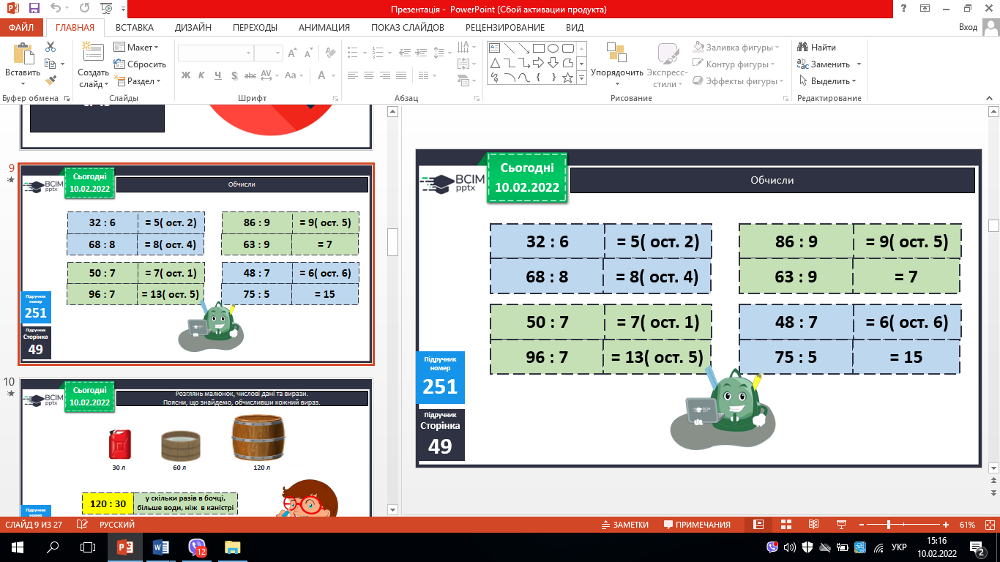 Презентація - PowerPoint (Сбой активации продукта)
ФАЙЛ ГЛАВНАЯ ВСТАВКА ДИЗАЙН ПЕРЕХОДЫ АНИМАЦИЯ ПОКАЗ СЛАЙДОВ РЕЦЕНЗИРОВАНИЕ ВИД Вход
Вставить
Создать слайд
Макет
Сбросить
Раздел
Ж К Ч S abc AV Aa A
Упорядочить
Экспресс-стили
Заливка фигуры
Контур фигуры
Эффекты фигуры
Найти
Заменить
Выделить
Буфер обмена Слайды Шрифт Абзац Рисование Редактирование
9
Сьогодні
10.02.2022
BCIM
pptx
Обчисли
32 : 6 = 5( ост. 2) 86 : 9 = 9( ост. 5)
68 : 8 = 8( ост. 4) 63 : 9 = 7
50 : 7 = 7( ост. 1) 48 : 7 = 6( ост. 6)
96 : 7 = 13( ост. 5) 75 : 5 = 15
Підручник
номер
251
Підручник
Сторінка
49
10
Сьогодні
10.02.2022
BCIM
pptx
Розглянь малюнок, числові дані та вирази.
Поясни, що знайдемо, обчисливши кожний вираз.
30 л 60 л 120 л
120 : 30
у скільки разів в бочці,
більше води, ніж в каністрі
Підручник
Сьогодні
10.02.2022
BCIM
pptx
Обчисли
32 : 6 = 5( ост. 2) 86 : 9 = 9( ост. 5)
68 : 8 = 8( ост. 4) 63 : 9 = 7
50 : 7 = 7( ост. 1) 48 : 7 = 6( ост. 6)
96 : 7 = 13( ост. 5) 75 : 5 = 15
Підручник
номер
251
Підручник
Сторінка
49
BCIM
pptx
СЛАЙД 9 ИЗ 27 РУССКИЙ ЗАМЕТКИ ПРИМЕЧАНИЯ 61%
12
УКР
15:16
10.02.2022
2